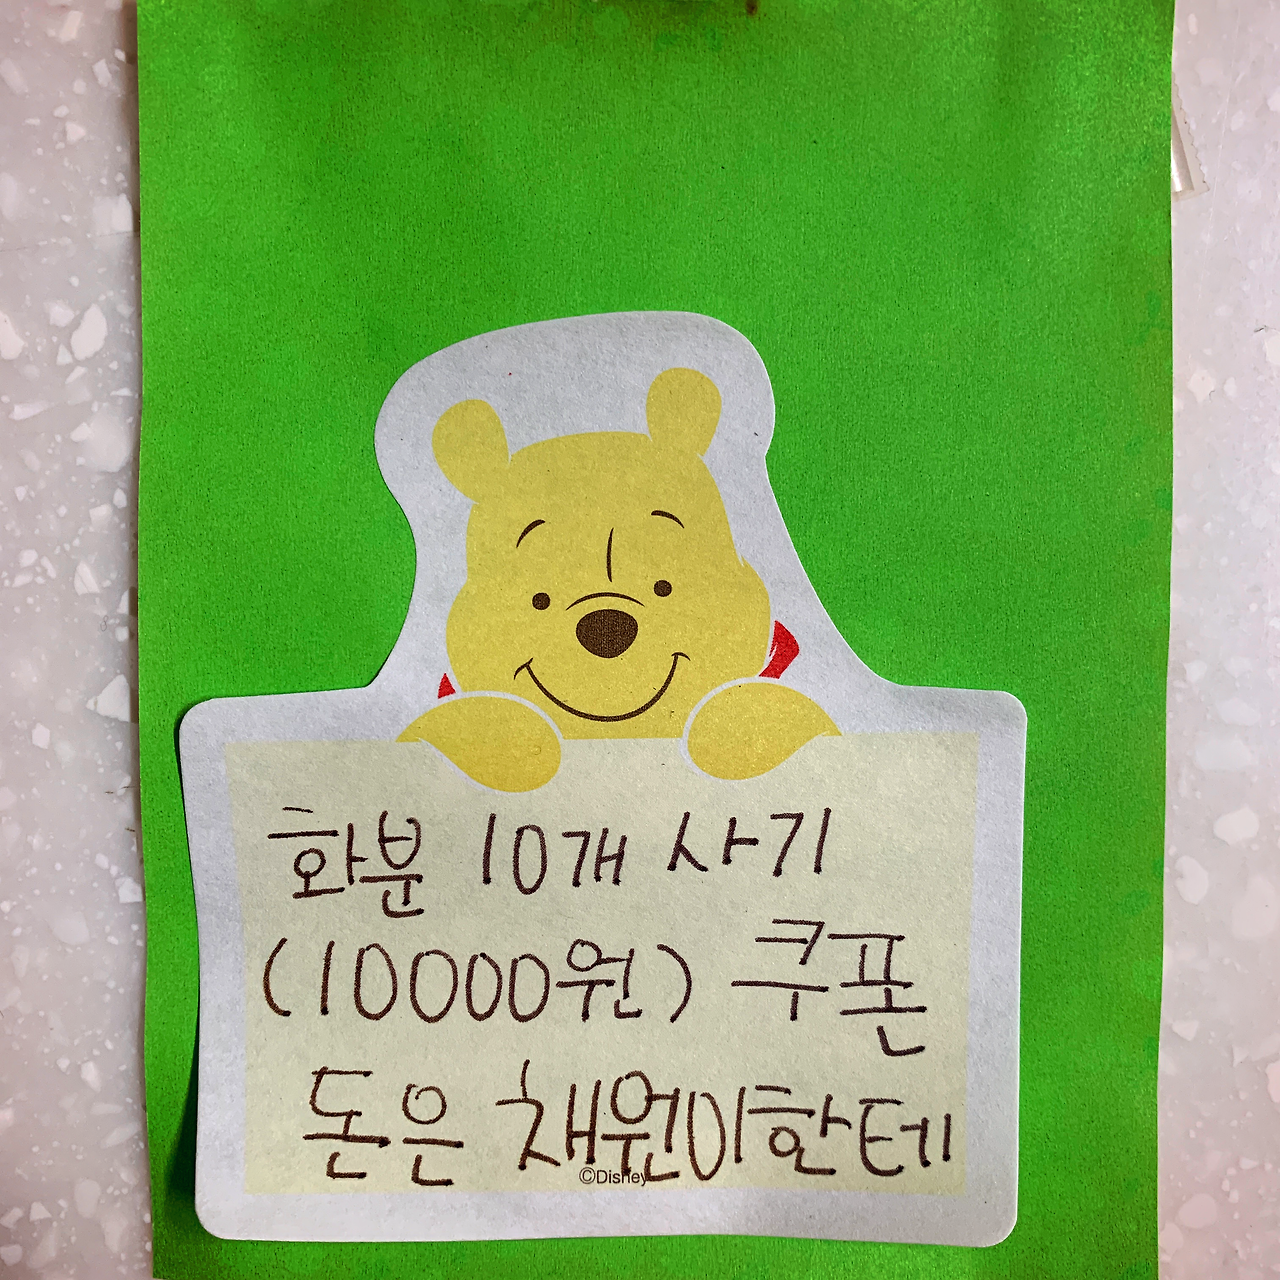 화분 10개 사기
(10000원) 쿠폰
돈은 채원이한테
©Disney